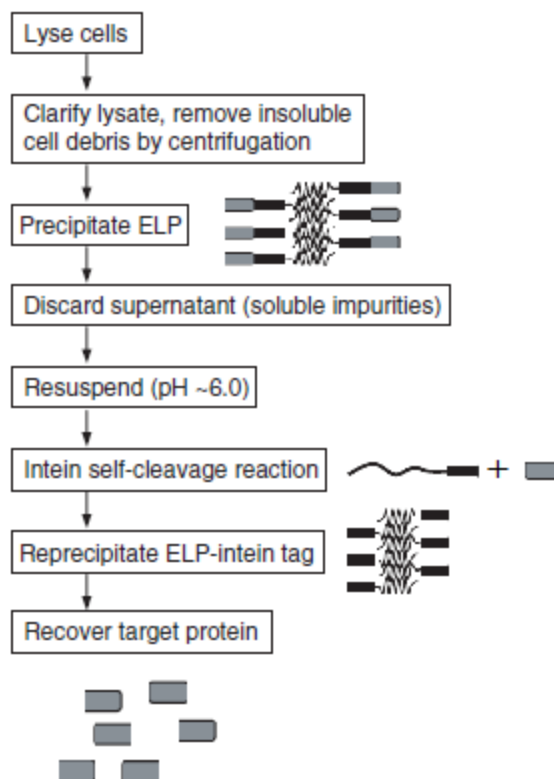 Lyse cells
Clarify lysate, remove insoluble
cell debris by centrifugation
Precipitate ELP
Discard supernatant (soluble impurities)
Resuspend (pH ~6.0)
Intein self-cleavage reaction
+
Reprecipitate ELP-intein tag
Recover target protein